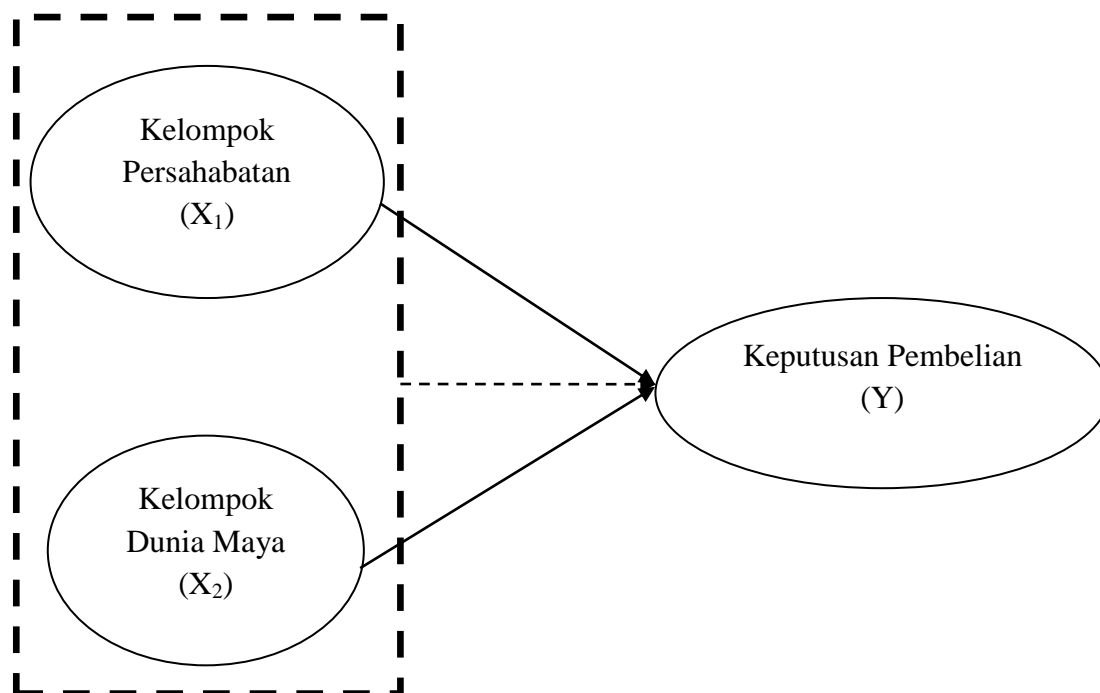 Kelompok
Persahabatan
(X₁)
Keputusan Pembelian
(Y)
Kelompok
Dunia Maya
(X₂)